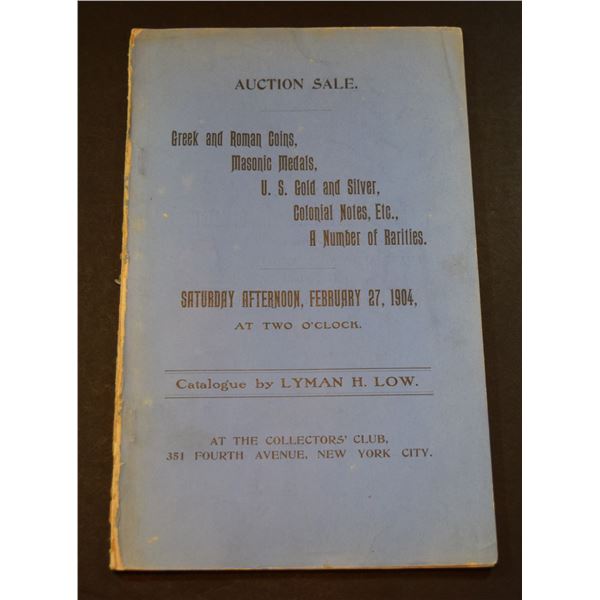 AUCTION SALE.
Greek and Roman Coins,
Masonic Medals,
U. S. Gold and Silver,
Colonial Notes, Etc.,
A Number of Rarities.
SATURDAY AFTERNOON, FEBRUARY 27, 1904,
AT TWO O'CLOCK.
Catalogue by LYMAN H. LOW.
AT THE COLLECTORS' CLUB,
351 FOURTH AVENUE, NEW YORK CITY.